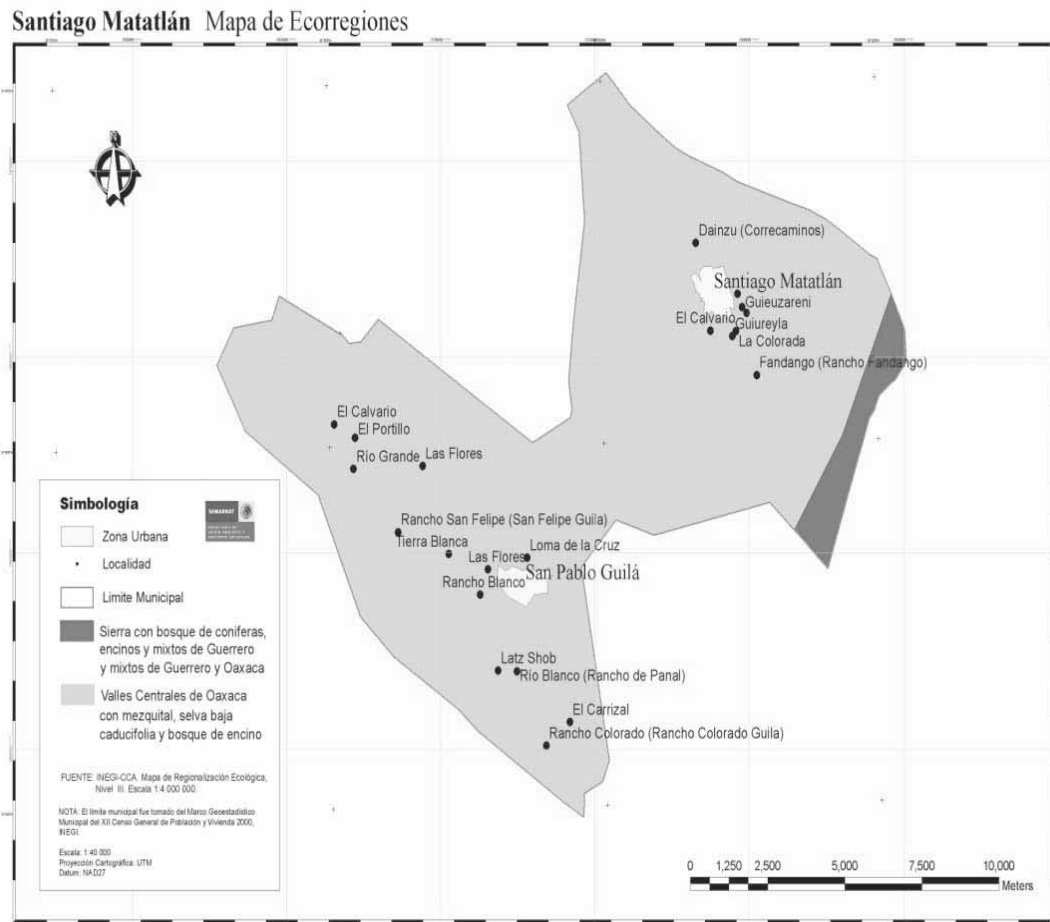 Santiago Matatlán Mapa de Ecorregiones
N
Dainzu (Correcaminos)
Santiago Matatlán
Guieuzareni
El Calvario
Guiureyla
La Colorada
Fandango (Rancho Fandango)
El Calvario
El Portillo
Río Grande
Las Flores
Rancho San Felipe (San Felipe Guila)
Tierra Blanca
Loma de la Cruz
Las Flores
San Pablo Guilá
Rancho Blanco
Latz Shob
Río Blanco (Rancho de Panal)
El Carrizal
Rancho Colorado (Rancho Colorado Guila)
Simbología
SEMARNAT
Zona Urbana
Localidad
Limite Municipal
Sierra con bosque de coniferas,
encinos y mixtos de Guerrero
y mixtos de Guerrero y Oaxaca
Valles Centrales de Oaxaca
con mezquital, selva baja
caducifolia y bosque de encino
FUENTE: INEGI-CCA. Mapa de Regionalización Ecológica,
Nivel III. Escala 1:4 000 000.
NOTA: El límite municipal fue tomado del Marco Geoestadístico
Municipal del XII Censo General de Población y Vivienda 2000,
INEGI.
Escala: 1:40 000
Proyección Cartográfica: UTM
Datum: NAD27
0 1,250 2,500 5,000 7,500 10,000
Meters